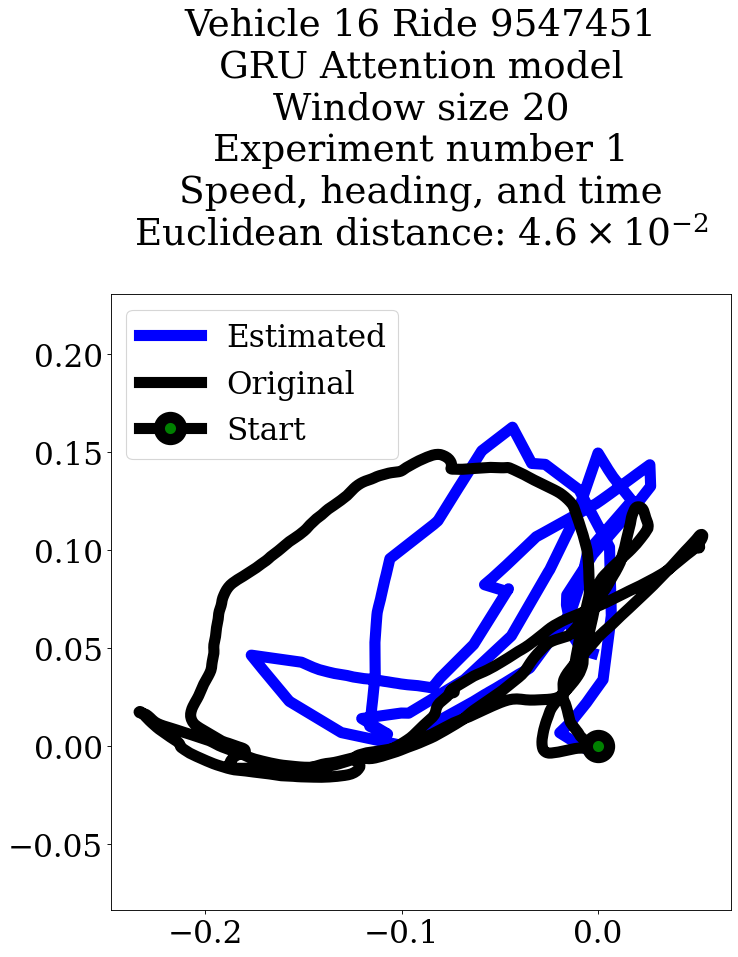 Vehicle 16 Ride 9547451
GRU Attention model
Window size 20
Experiment number 1
Speed, heading, and time
Euclidean distance: 4.6 × 10⁻²
Estimated
Original
Start
0.20
0.15
0.10
0.05
0.00
−0.05
−0.2
−0.1
0.0